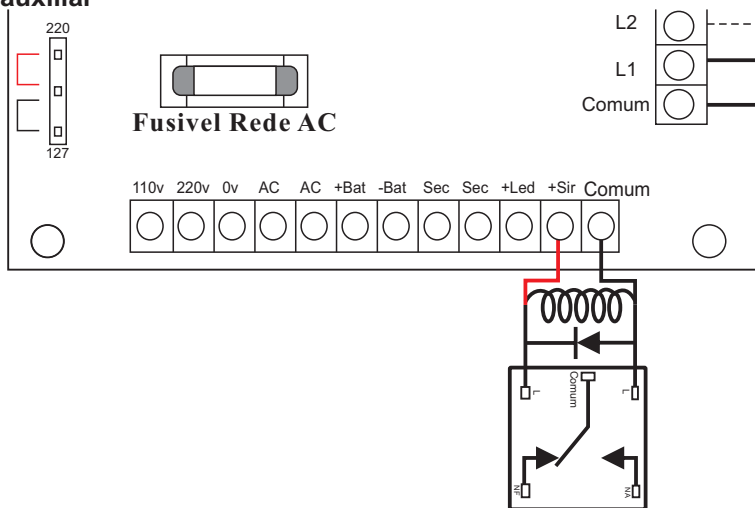 auxiliar
220
L2
L1
Comum
Fusivel Rede AC
127
110v 220v 0v AC AC +Bat -Bat Sec Sec +Led +Sir Comum
Comum
L L
NF NA